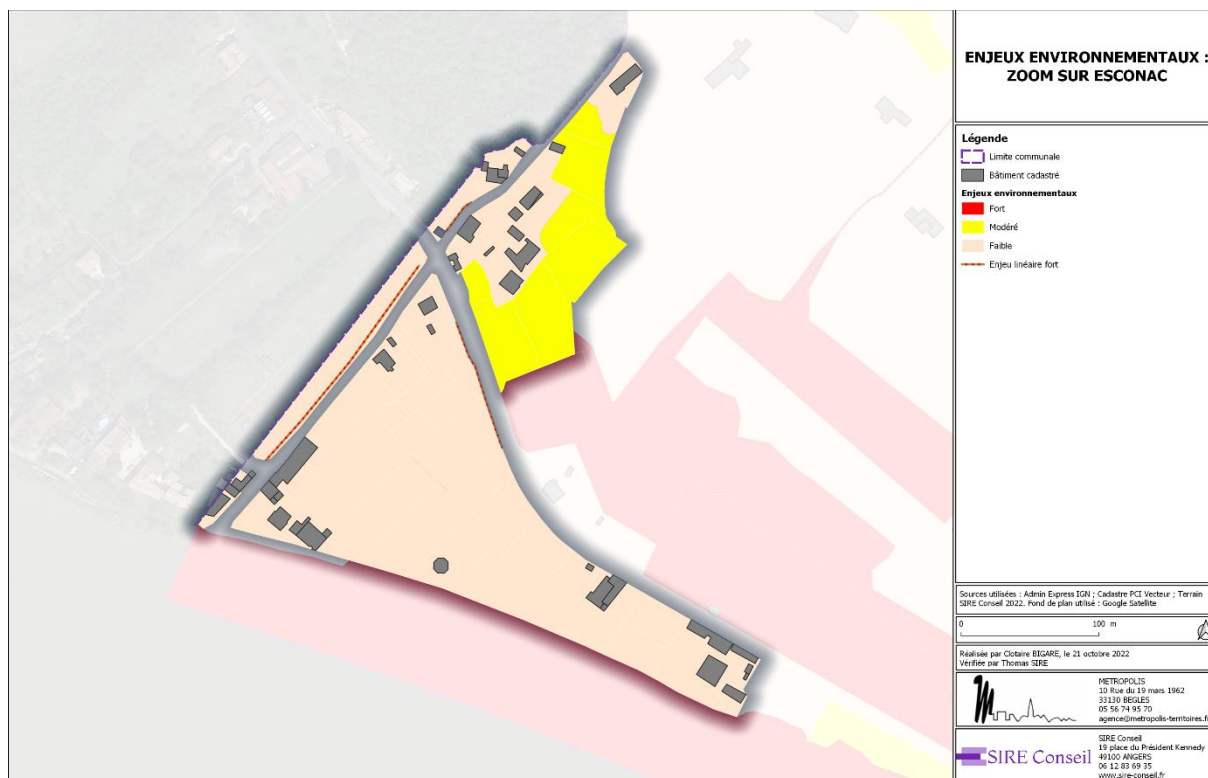 ENJEUX ENVIRONNEMENTAUX :
ZOOM SUR ESCONAC
Légende
Limite communale
Bâtiment cadastré
Enjeux environnementaux
Fort
Modéré
Faible
Enjeu linéaire fort
Sources utilisées : Admin Express IGN ; Cadastre PCI Vecteur ; Terrain
SIRE Conseil 2022. Fond de plan utilisé : Google Satellite
0 100 m
Réalisée par Clotaire BIGARE, le 21 octobre 2022
Vérifiée par Thomas SIRE
METROPOLIS
10 Rue du 19 mars 1962
33130 BEGLES
05 56 74 95 70
agence@metropolis-territoires.f
SIRE Conseil
SIRE Conseil
19 place du Président Kennedy
49100 ANGERS
06 12 83 69 35
www.sire-conseil.fr